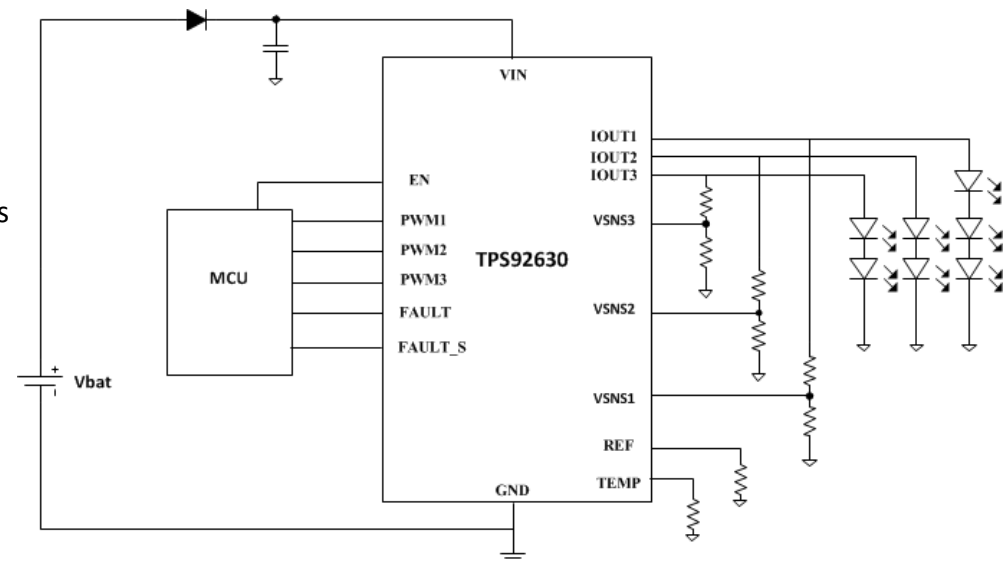 VIN
IOUT1
IOUT2
IOUT3
EN
S
PWM1
VSNS3
PWM2
TPS92630
MCU
PWM3
FAULT
VSNS2
FAULT_S
+
Vbat
-
VSNS1
REF
TEMP
GND